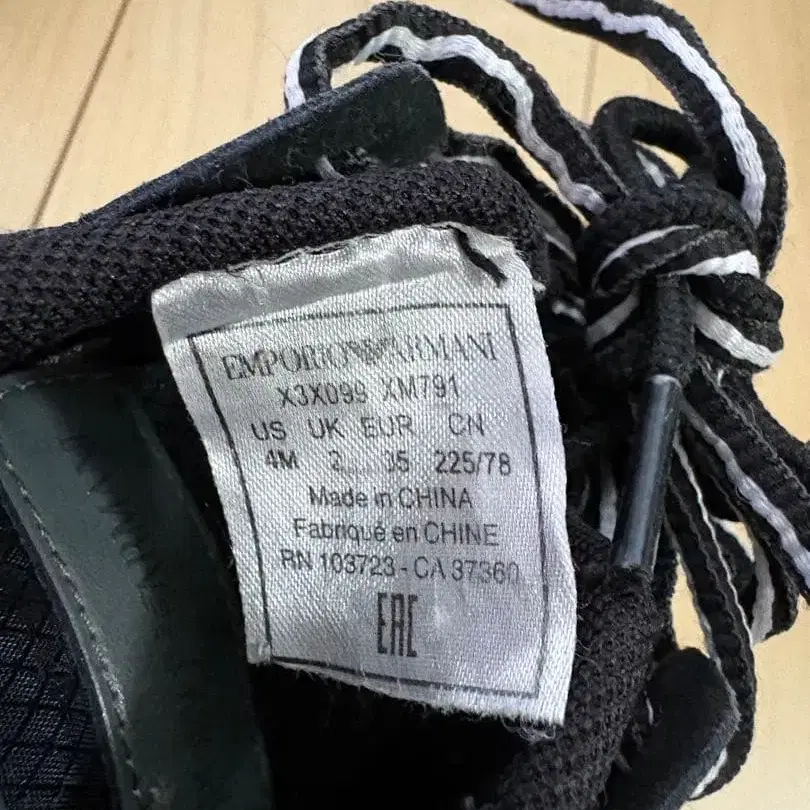 EMPORIO ARMANI
X3X099 XM791
US UK EUR CN
4M 2 35 225/78
Made in CHINA
Fabriqué en CHINE
RN 103723 - CA 37360
EAC